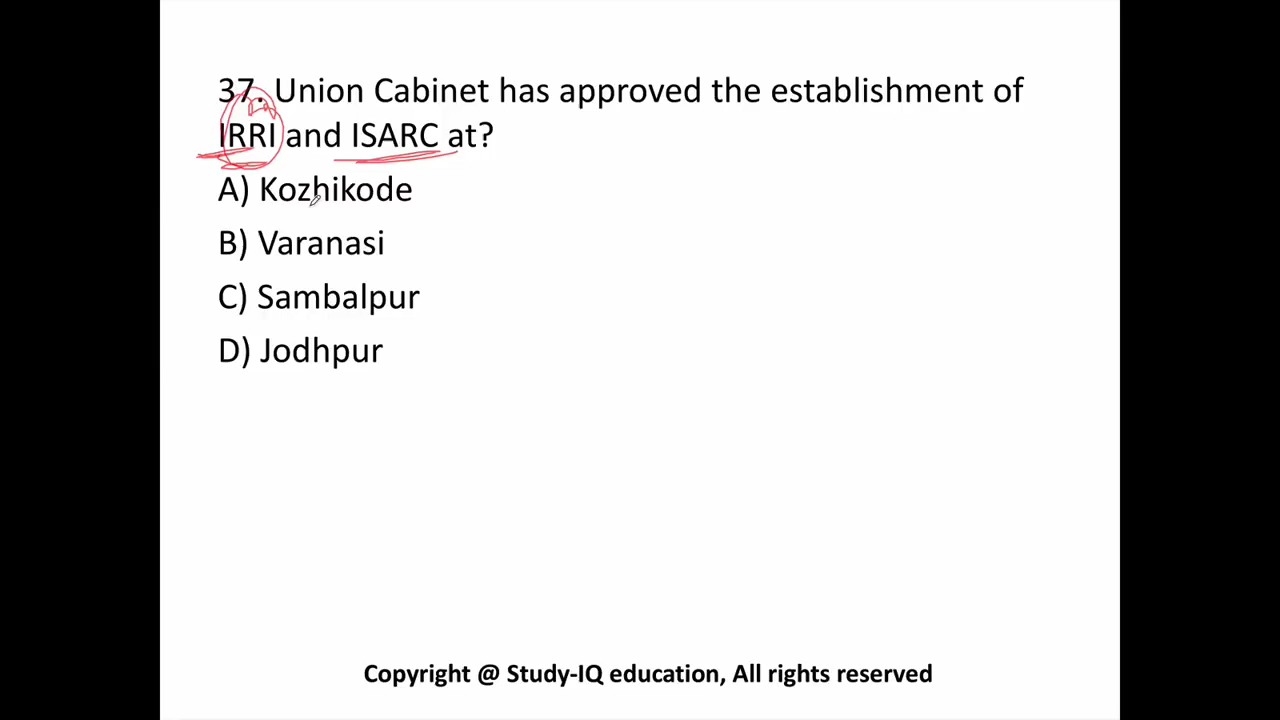 37. Union Cabinet has approved the establishment of
IRRI and ISARC at?
A) Kozhikode
B) Varanasi
C) Sambalpur
D) Jodhpur
Copyright @ Study-IQ education, All rights reserved